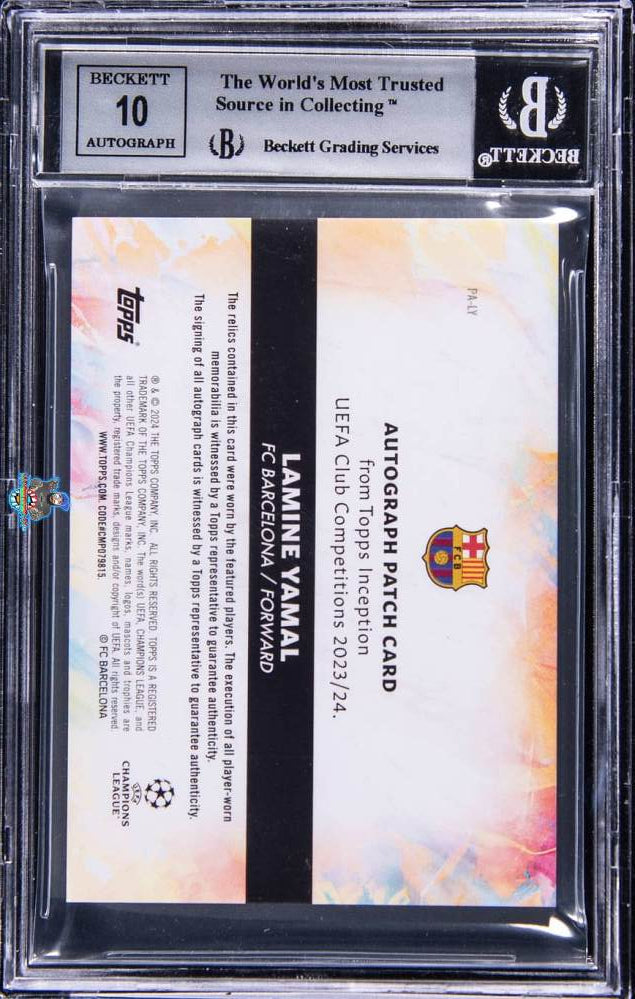 BECKETT
10
AUTOGRAPH
The World's Most Trusted
Source in Collecting™
B
Beckett Grading Services
B
BECKETT®
PA-LY
FCB
AUTOGRAPH PATCH CARD
from Topps Inception
UEFA Club Competitions 2023/24.
LAMINE YAMAL
FC BARCELONA / FORWARD
The relics contained in this card were worn by the featured players. The execution of all player-worn
memorabilia is witnessed by a Topps representative to guarantee authenticity.
The signing of all autograph cards is witnessed by a Topps representative to guarantee authenticity.
topps®
® & © 2024 THE TOPPS COMPANY, INC. ALL RIGHTS RESERVED. TOPPS IS A REGISTERED
TRADEMARK OF THE TOPPS COMPANY, INC. The word(s) UEFA, CHAMPIONS LEAGUE, and
all other UEFA Champions League marks, names, logos, mascots and trophies are
the property, registered trade marks, designs and/or copyright of UEFA. All rights reserved.
WWW.TOPPS.COM. CODE#CMP079815.
© FC BARCELONA
UEFA
CHAMPIONS
LEAGUE®